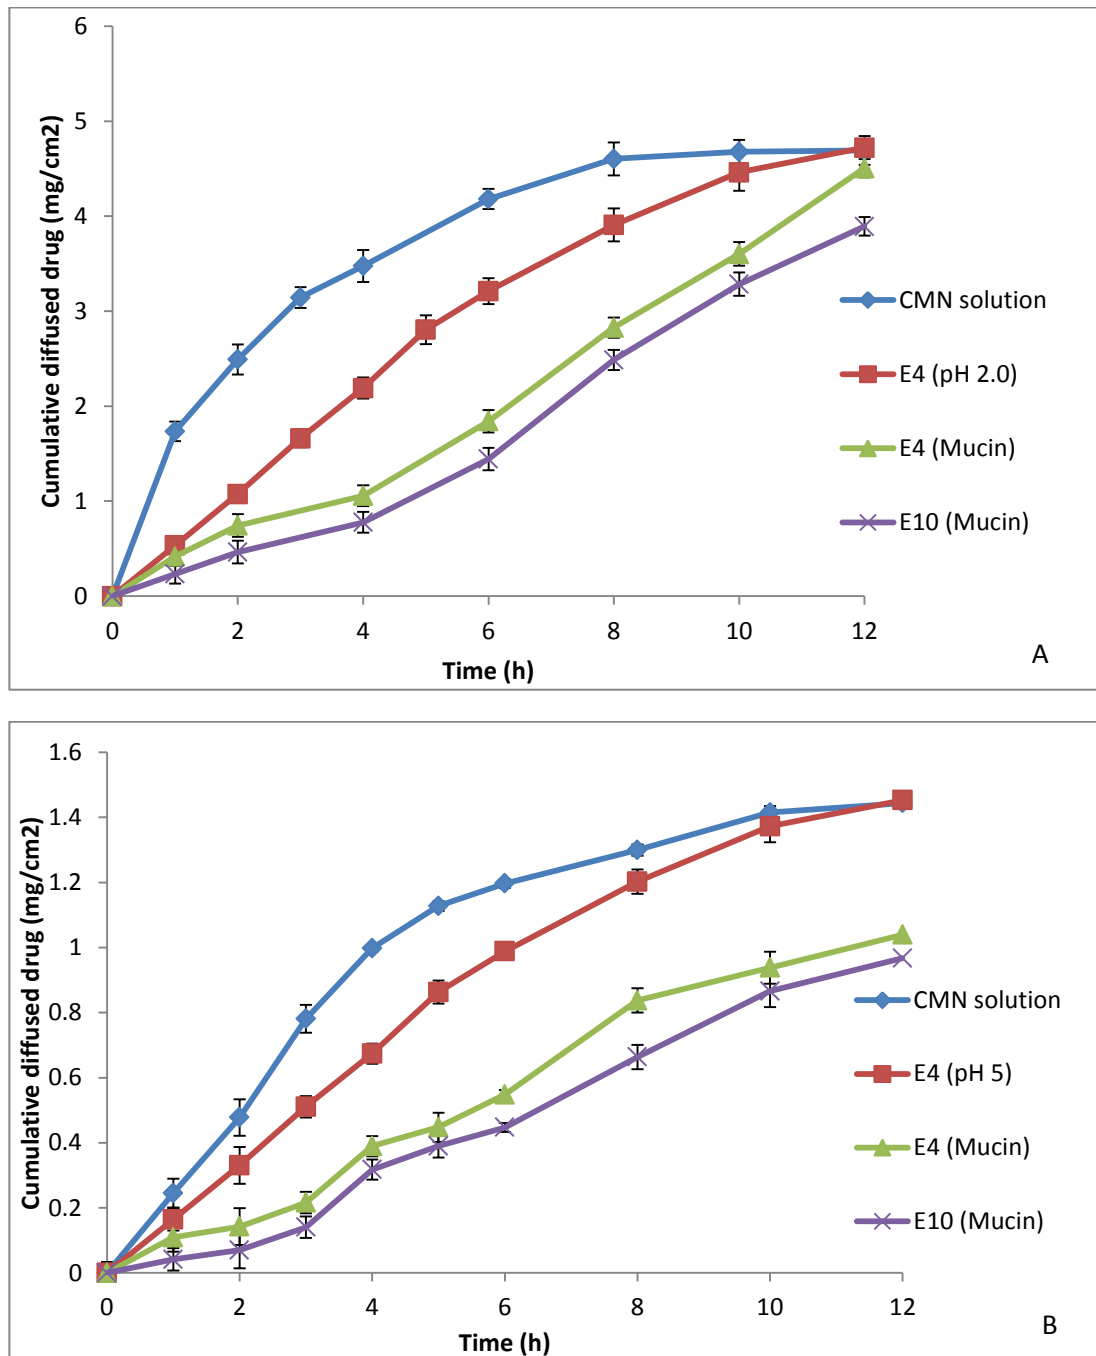 6
5
4
3
2
1
0
Cumulative diffused drug (mg/cm2)
0 2 4 6 8 10 12
Time (h)
CMN solution
E4 (pH 2.0)
E4 (Mucin)
E10 (Mucin)
A
1.6
1.4
1.2
1
0.8
0.6
0.4
0.2
0
Cumulative diffused drug (mg/cm2)
0 2 4 6 8 10 12
Time (h)
CMN solution
E4 (pH 5)
E4 (Mucin)
E10 (Mucin)
B